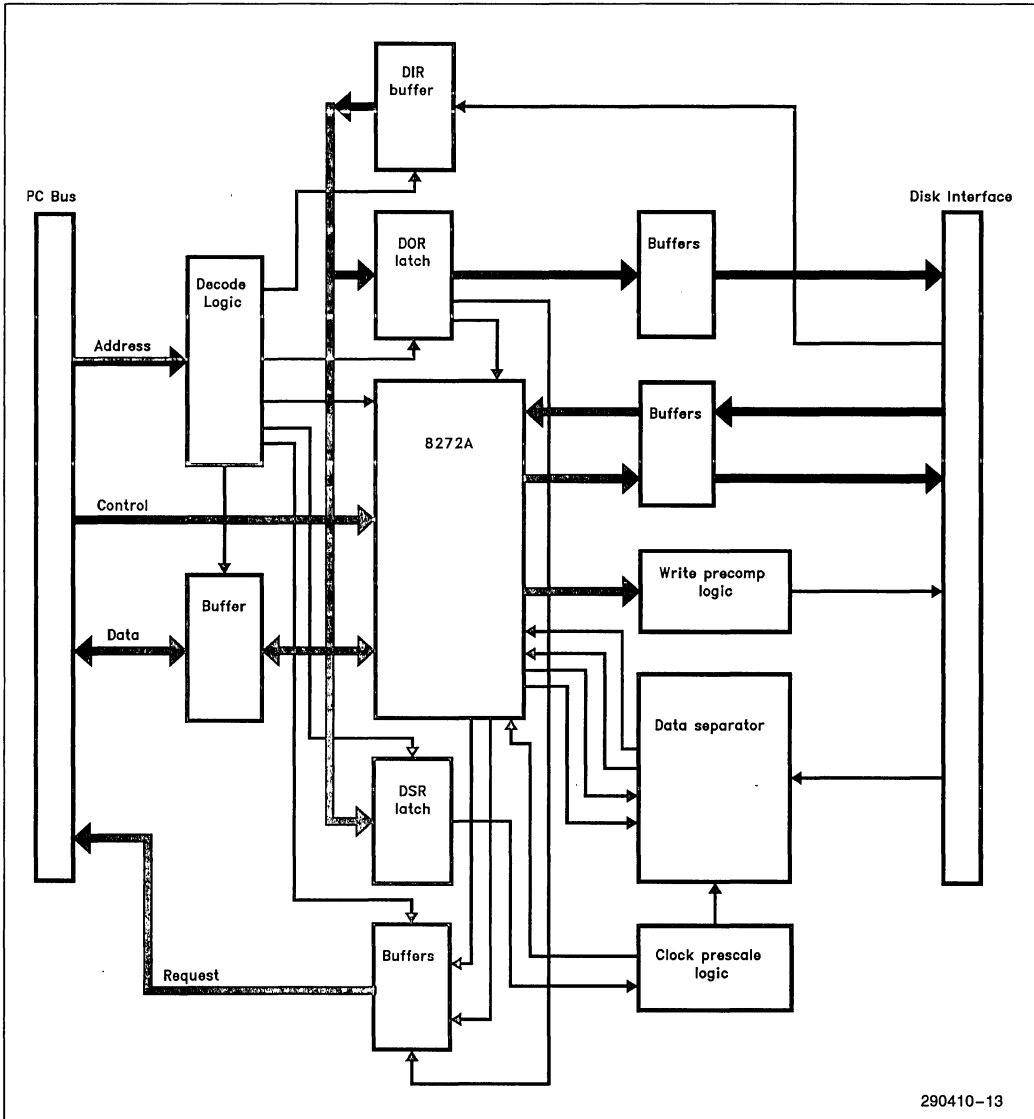 DIR
buffer
PC Bus
Disk Interface
DOR
latch
Buffers
Decode
Logic
Address
Buffers
8272A
Control
Write precomp
logic
Buffer
Data
Data separator
DSR
latch
Buffers
Clock prescale
logic
Request
290410-13